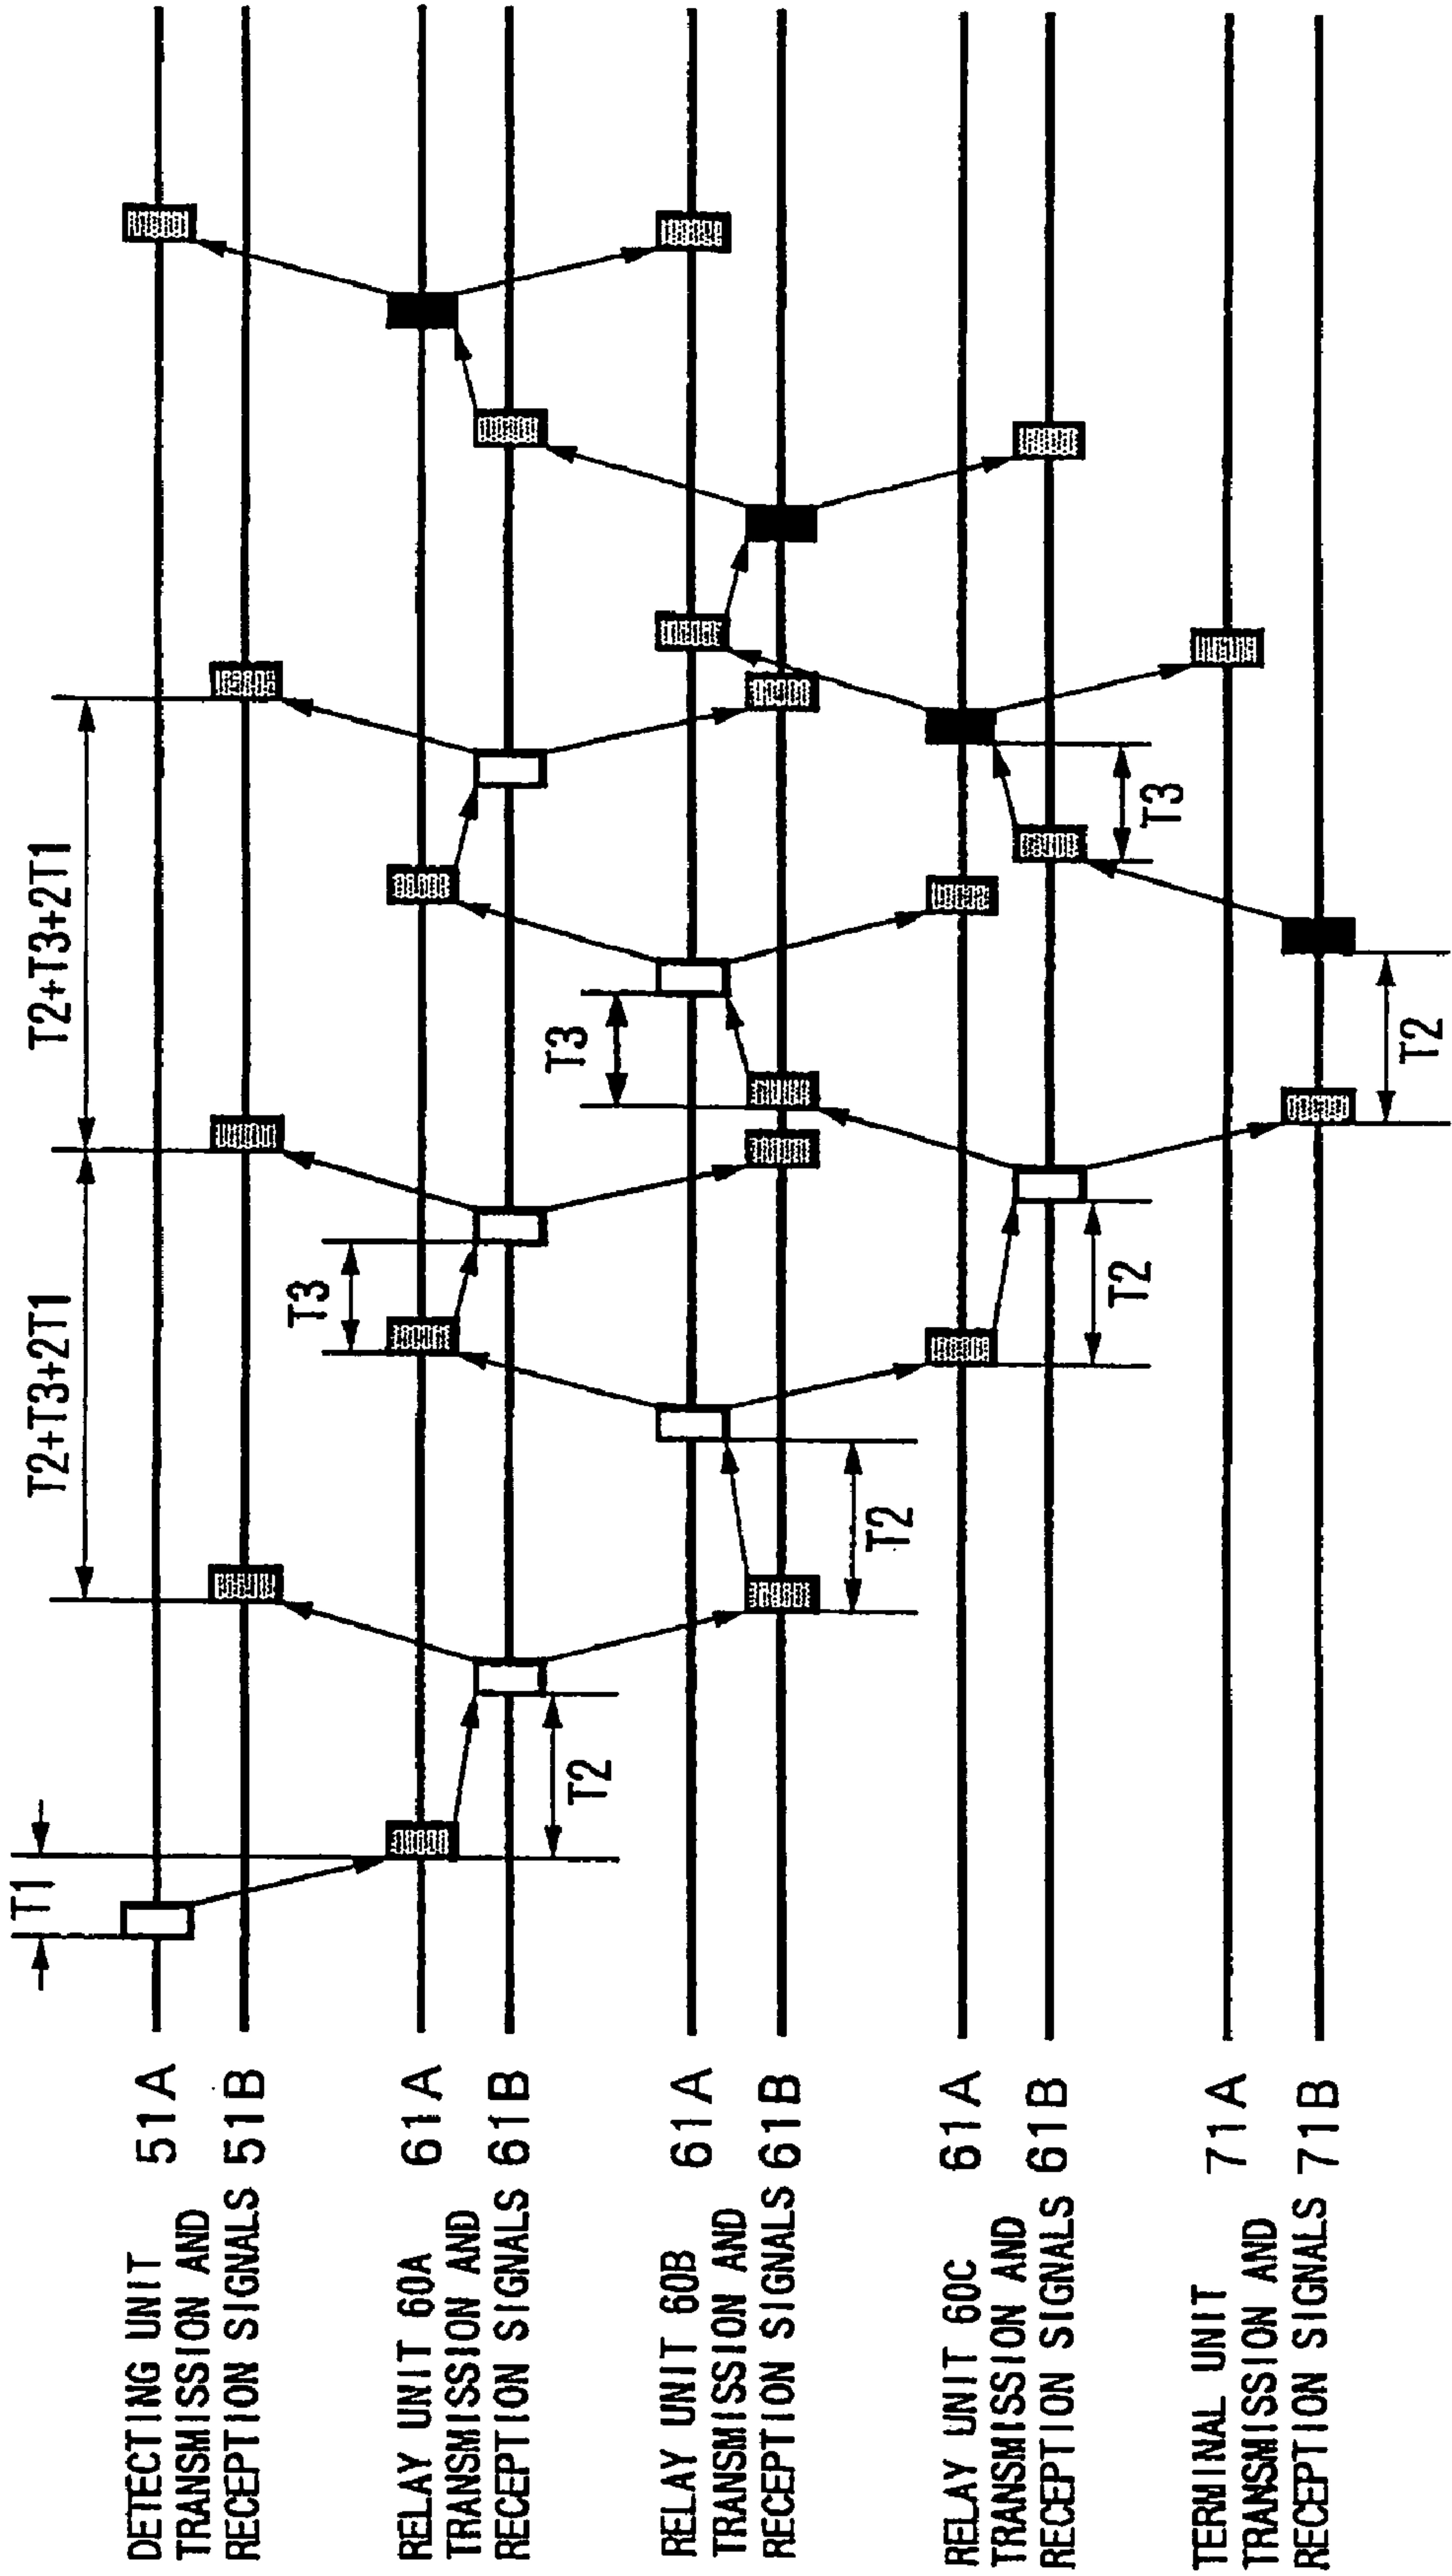 DETECTING UNIT
TRANSMISSION AND
RECEPTION SIGNALS
51A
51B
RELAY UNIT 60A
TRANSMISSION AND
RECEPTION SIGNALS
61A
61B
RELAY UNIT 60B
TRANSMISSION AND
RECEPTION SIGNALS
61A
61B
RELAY UNIT 60C
TRANSMISSION AND
RECEPTION SIGNALS
61A
61B
TERMINAL UNIT
TRANSMISSION AND
RECEPTION SIGNALS
71A
71B
T1
T2+T3+2T1
T2+T3+2T1
T2
T3
T2
T3
T2
T3
T2